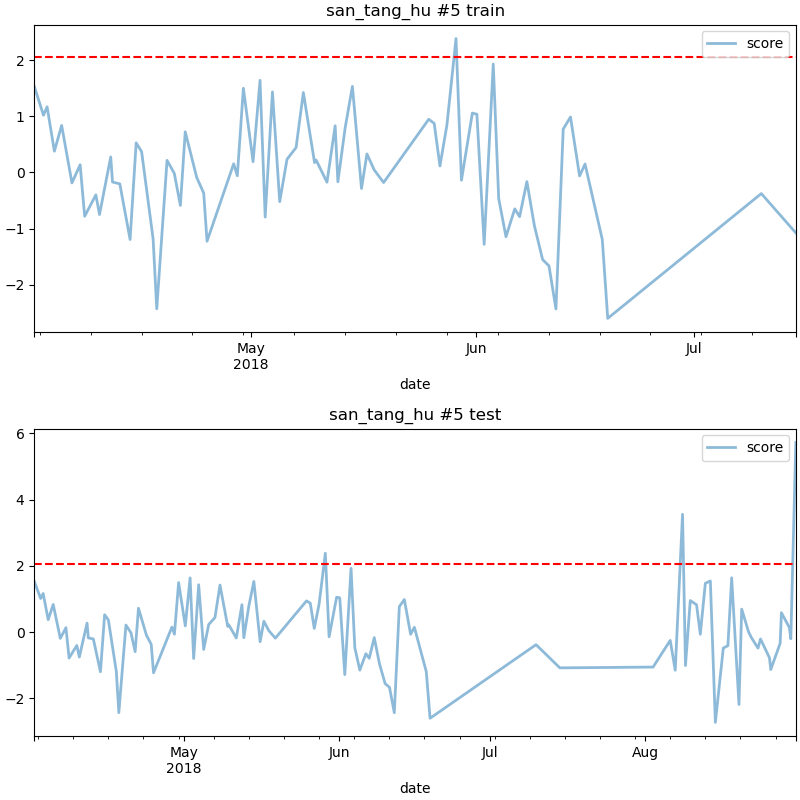 san_tang_hu #5 train
score
2
1
0
−1
−2
May
2018
Jun
Jul
date
san_tang_hu #5 test
score
6
4
2
0
−2
May
2018
Jun
Jul
Aug
date